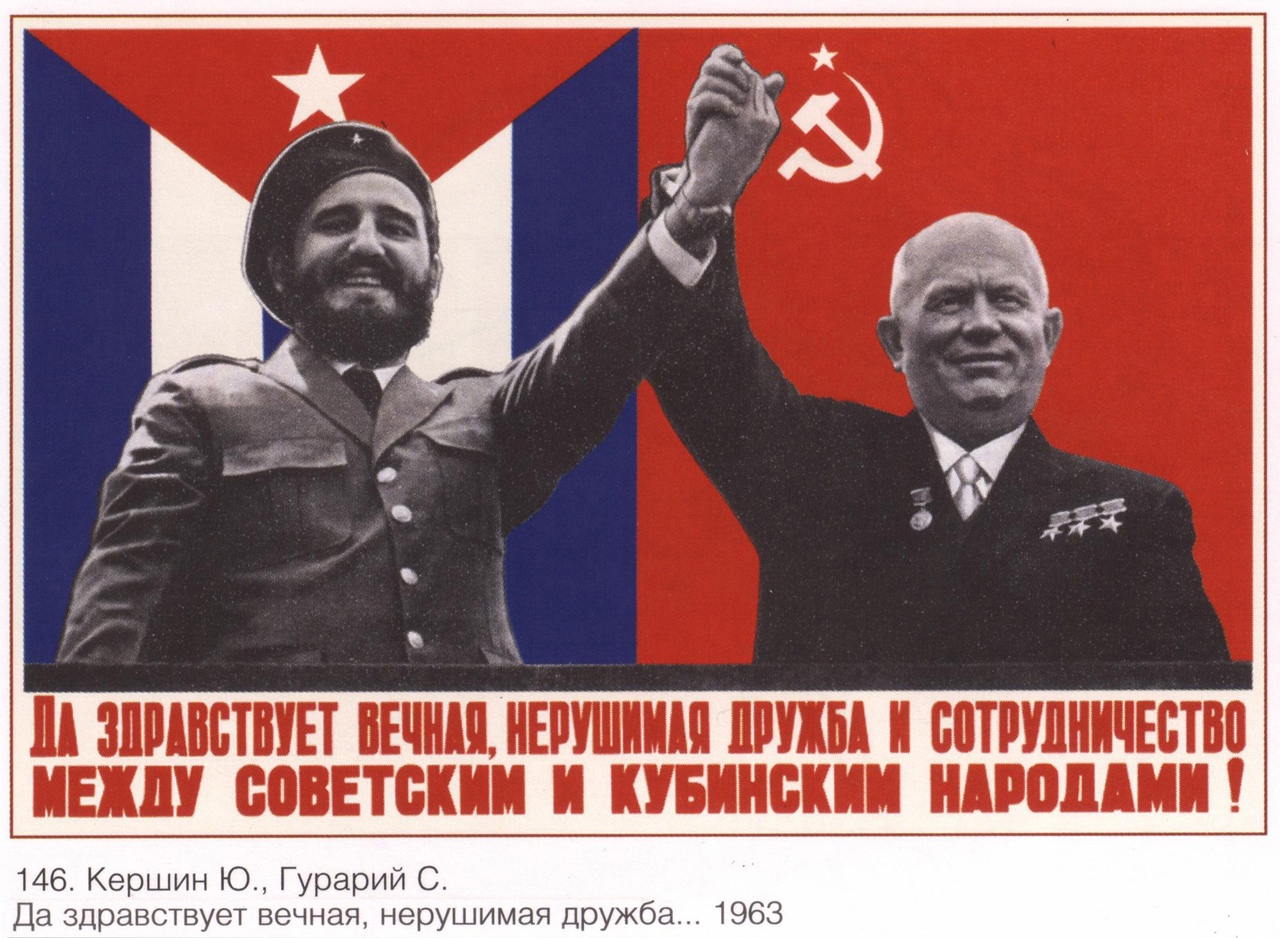 Да здравствует вечная, нерушимая дружба и сотрудничество
между советским и кубинским народами!
146. Кершин Ю., Гурарий С.
Да здравствует вечная, нерушимая дружба... 1963